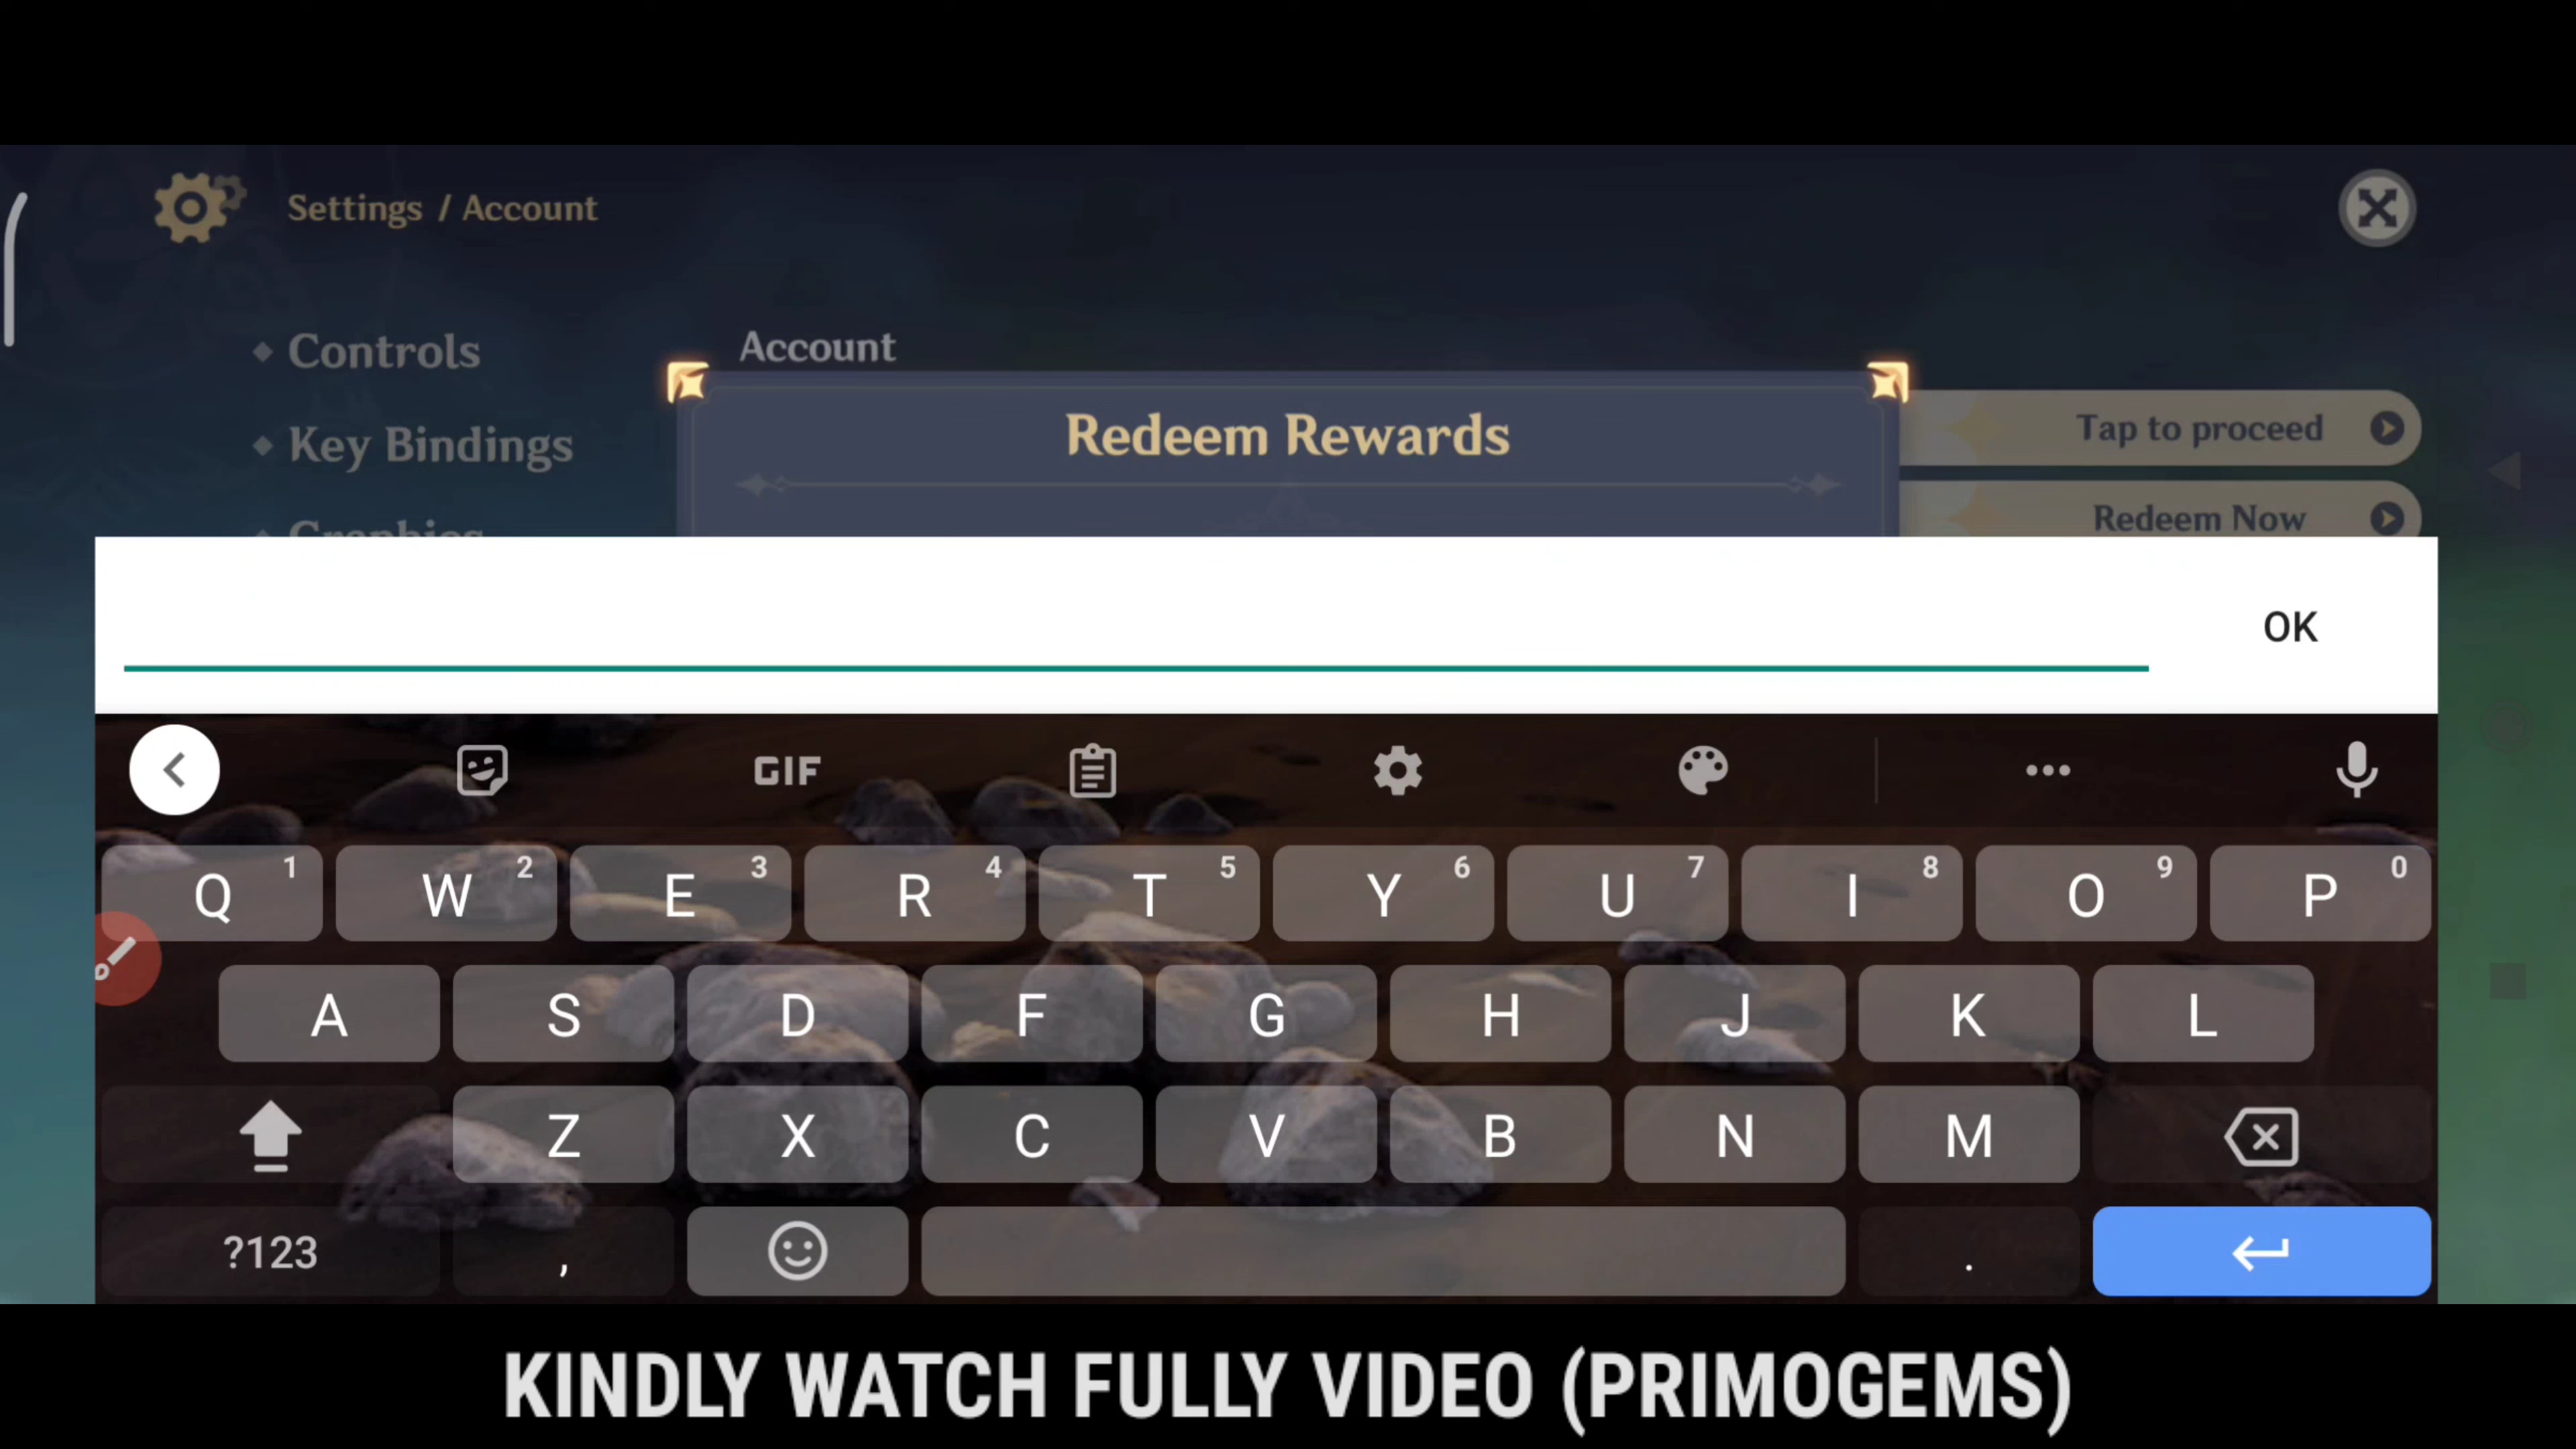 Settings / Account
Controls
Account
Redeem Rewards
Key Bindings
Tap to proceed
Graphics
Redeem Now
OK
GIF
Q 1 W 2 E 3 R 4 T 5 Y 6 U 7 I 8 O 9 P 0
A S D F G H J K L
Z X C V B N M
?123 , .
KINDLY WATCH FULLY VIDEO (PRIMOGEMS)